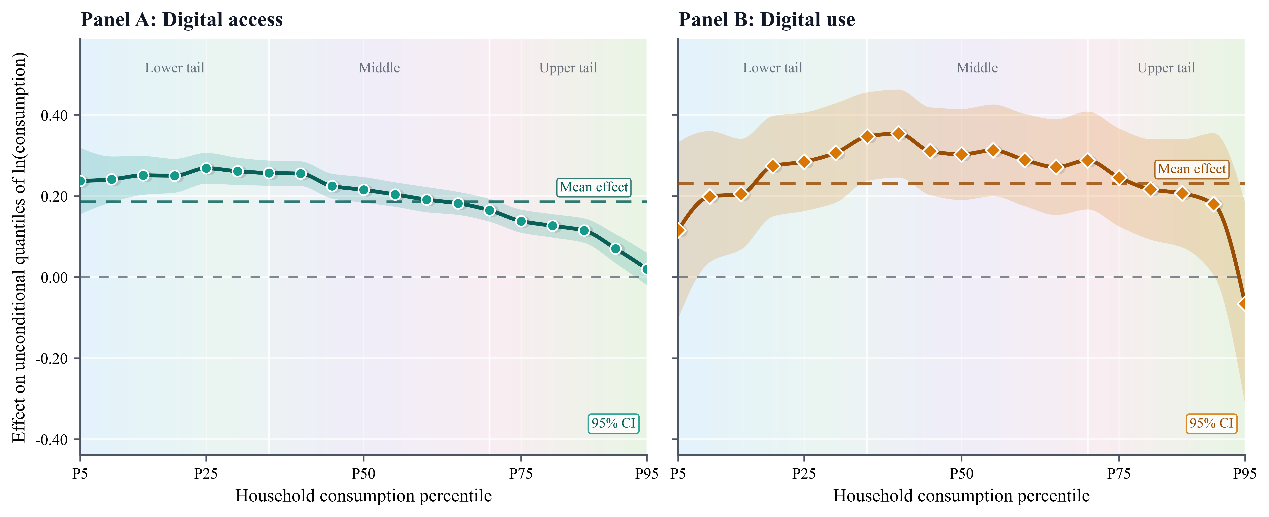 Panel A: Digital access
Effect on unconditional quantiles of ln(consumption)
Lower tail
Middle
Upper tail
0.40
0.20
0.00
-0.20
-0.40
Mean effect
95% CI
P5
P25
P50
P75
P95
Household consumption percentile
Panel B: Digital use
Lower tail
Middle
Upper tail
Mean effect
95% CI
P5
P25
P50
P75
P95
Household consumption percentile